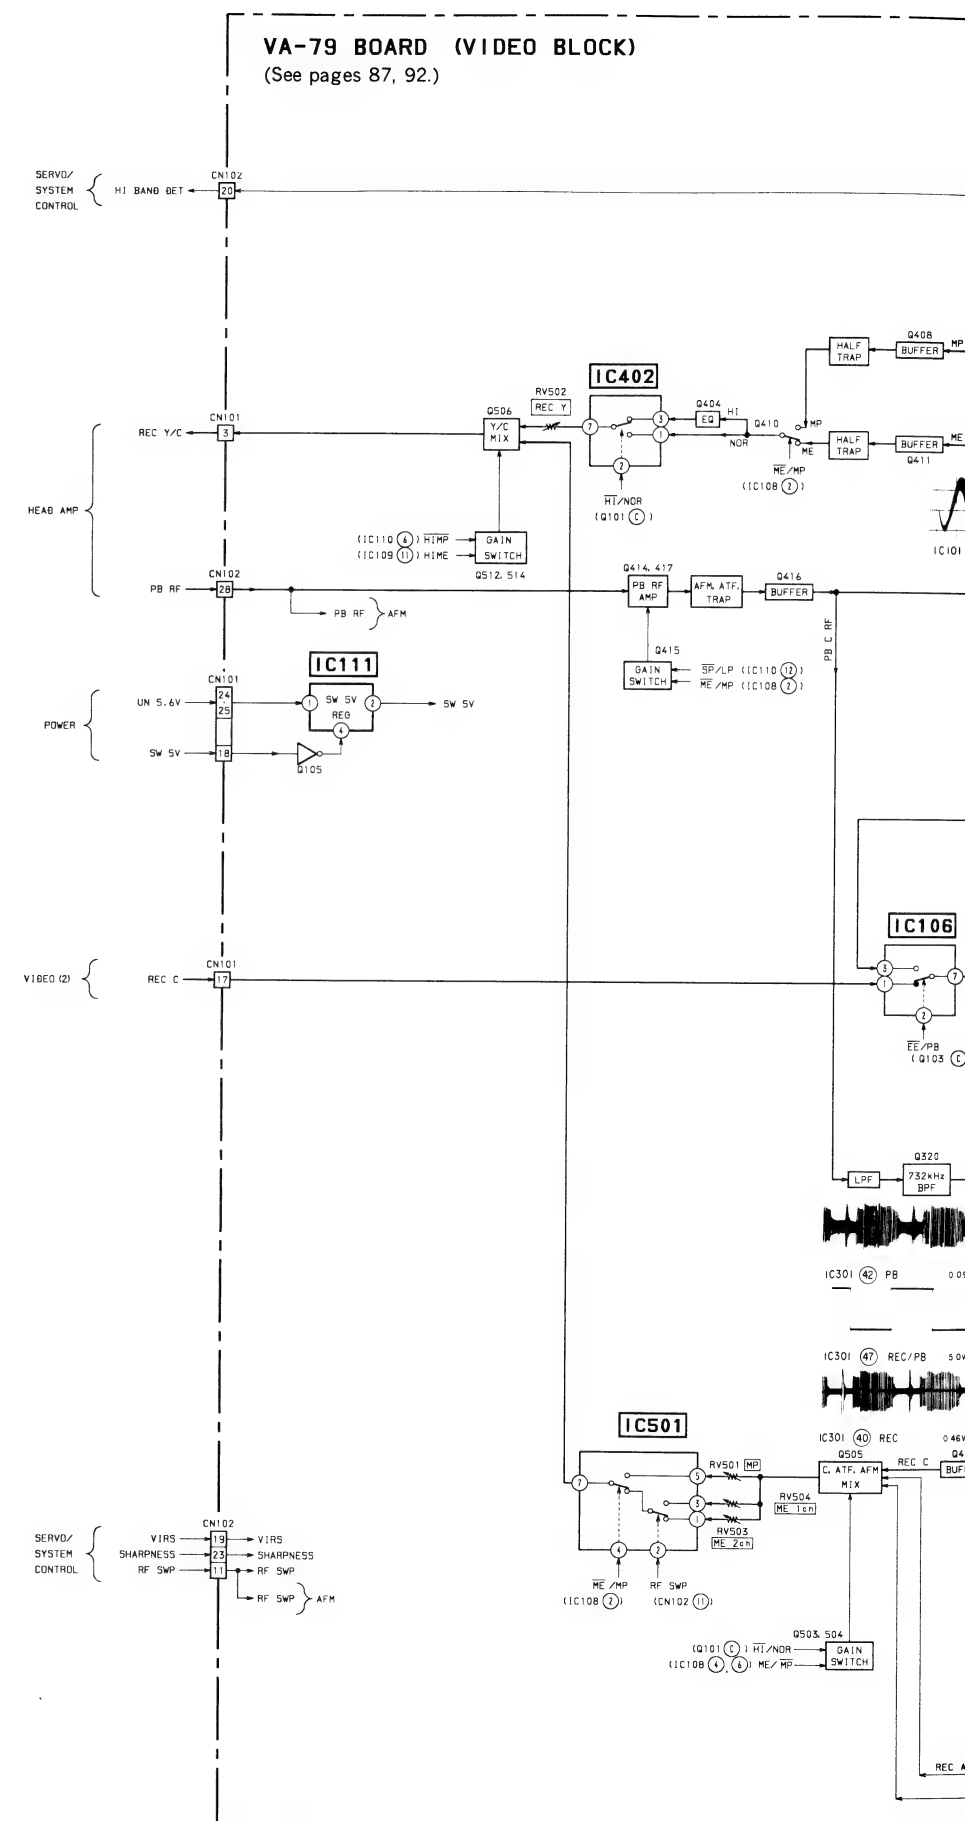 VA-79 BOARD (VIDEO BLOCK)
(See pages 87, 92.)
SERVO/
SYSTEM
CONTROL
HI BAND DET
CN102
20
Q408
HALF
TRAP
BUFFER
MP
IC402
RV502
REC Y
Q506
Y/C
MIX
7
3
1
2
Q404
EQ
HI
NOR
Q410
MP
ME
HALF
TRAP
BUFFER
Q411
ME
CN101
REC Y/C
3
ME/MP
(IC108 2)
HI/NOR
(Q101 C)
HEAD AMP
(IC110 6) HIMP
(IC109 11) HIME
GAIN
SWITCH
Q512, 514
IC101
CN102
PB RF
28
PB RF
AFM
Q414, 417
PB RF
AMP
AFM, ATF,
TRAP
Q416
BUFFER
PB C RF
Q415
GAIN
SWITCH
SP/LP (IC110 12)
ME/MP (IC108 2)
IC111
CN101
POWER
UN 5.6V
24
25
1
SW 5V
REG
2
4
SW 5V
SW 5V
18
Q105
IC106
VIDEO (2)
REC C
CN101
17
3
1
7
2
EE/PB
(Q103 C
Q320
LPF
732kHz
BPF
IC301 42 PB
IC301 47 REC/PB
IC301 40 REC
IC501
7
5
3
1
4
2
RV501 MP
RV504
ME 1ch
RV503
ME 2ch
Q505
C, ATF, AFM
MIX
REC C
ME/MP
(IC108 2)
RF SWP
(CN102 11)
SERVO/
SYSTEM
CONTROL
CN102
VIRS 19 VIRS
SHARPNESS 23 SHARPNESS
RF SWP 11 RF SWP
RF SWP
AFM
Q503, 504
(Q101 C) HI/NOR
(IC108 4, 6) ME/MP
GAIN
SWITCH
REC A